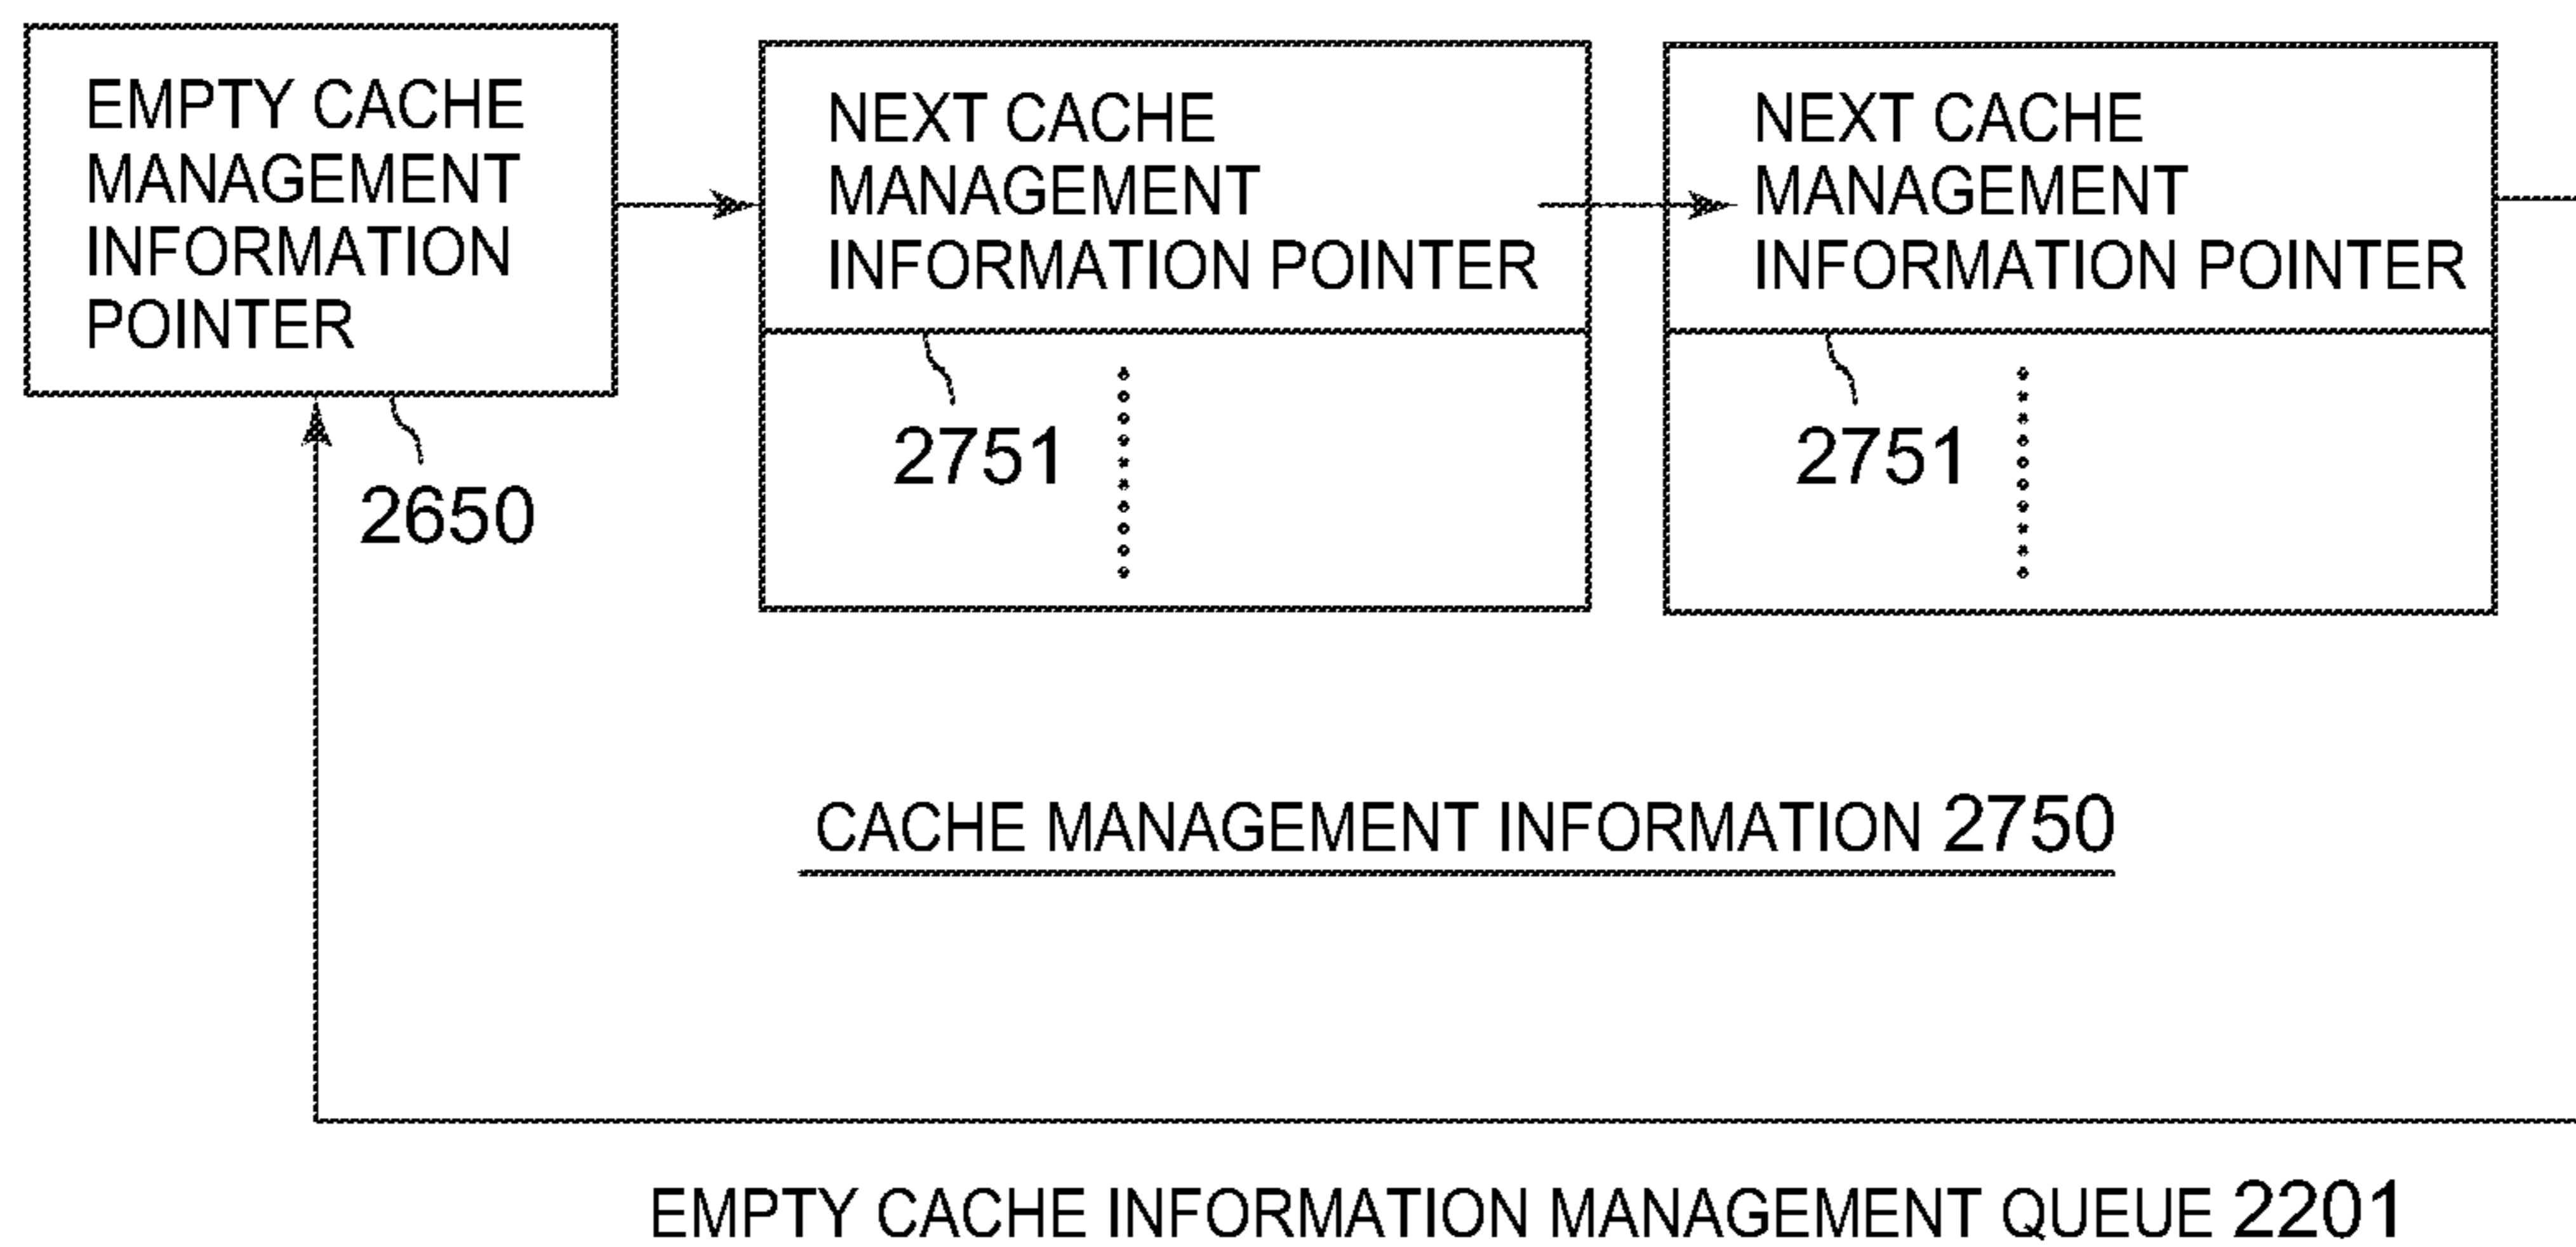 EMPTY CACHE
MANAGEMENT
INFORMATION
POINTER
2650
NEXT CACHE
MANAGEMENT
INFORMATION POINTER
2751
NEXT CACHE
MANAGEMENT
INFORMATION POINTER
2751
CACHE MANAGEMENT INFORMATION 2750
EMPTY CACHE INFORMATION MANAGEMENT QUEUE 2201